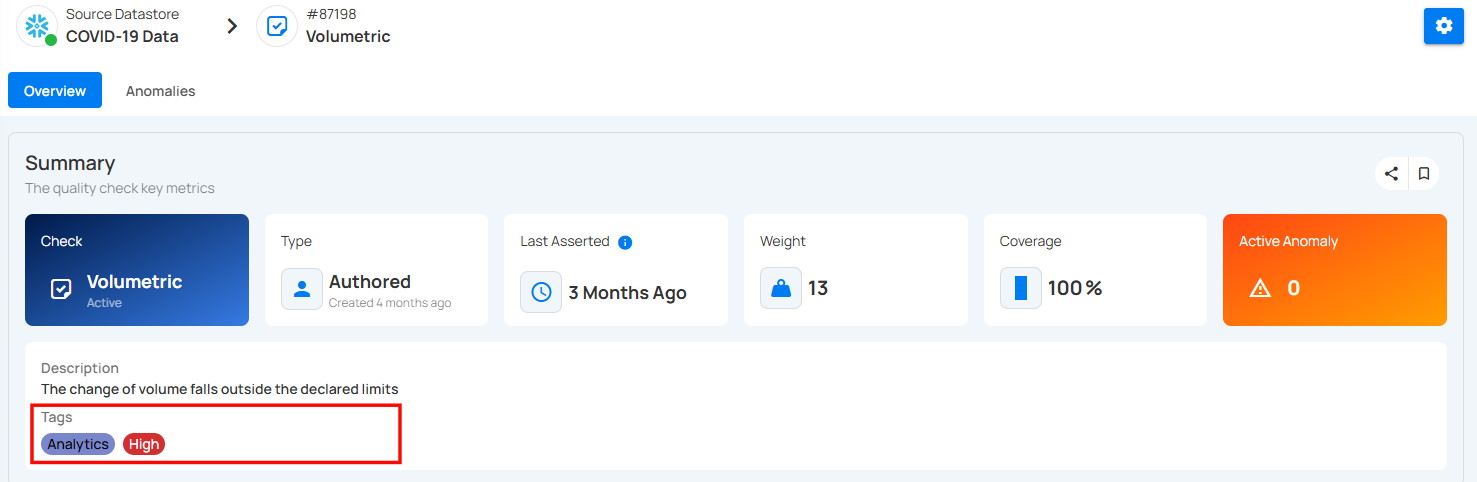 Source Datastore
COVID-19 Data
#87198
Volumetric
Overview
Anomalies
Summary
The quality check key metrics
Check
Volumetric
Active
Type
Authored
Created 4 months ago
Last Asserted
3 Months Ago
Weight
13
Coverage
100%
Active Anomaly
0
Description
The change of volume falls outside the declared limits
Tags
Analytics High